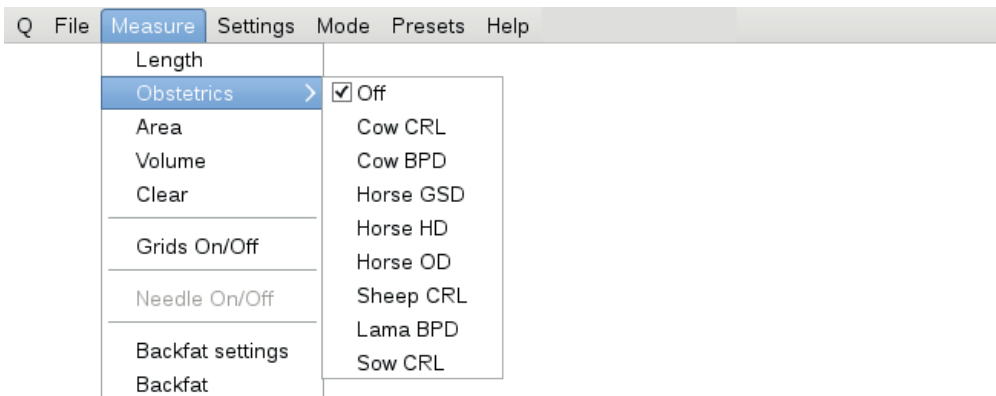 Q File Measure Settings Mode Presets Help
Length
Obstetrics
Area
Volume
Clear
Grids On/Off
Needle On/Off
Backfat settings
Backfat
Off
Cow CRL
Cow BPD
Horse GSD
Horse HD
Horse OD
Sheep CRL
Lama BPD
Sow CRL